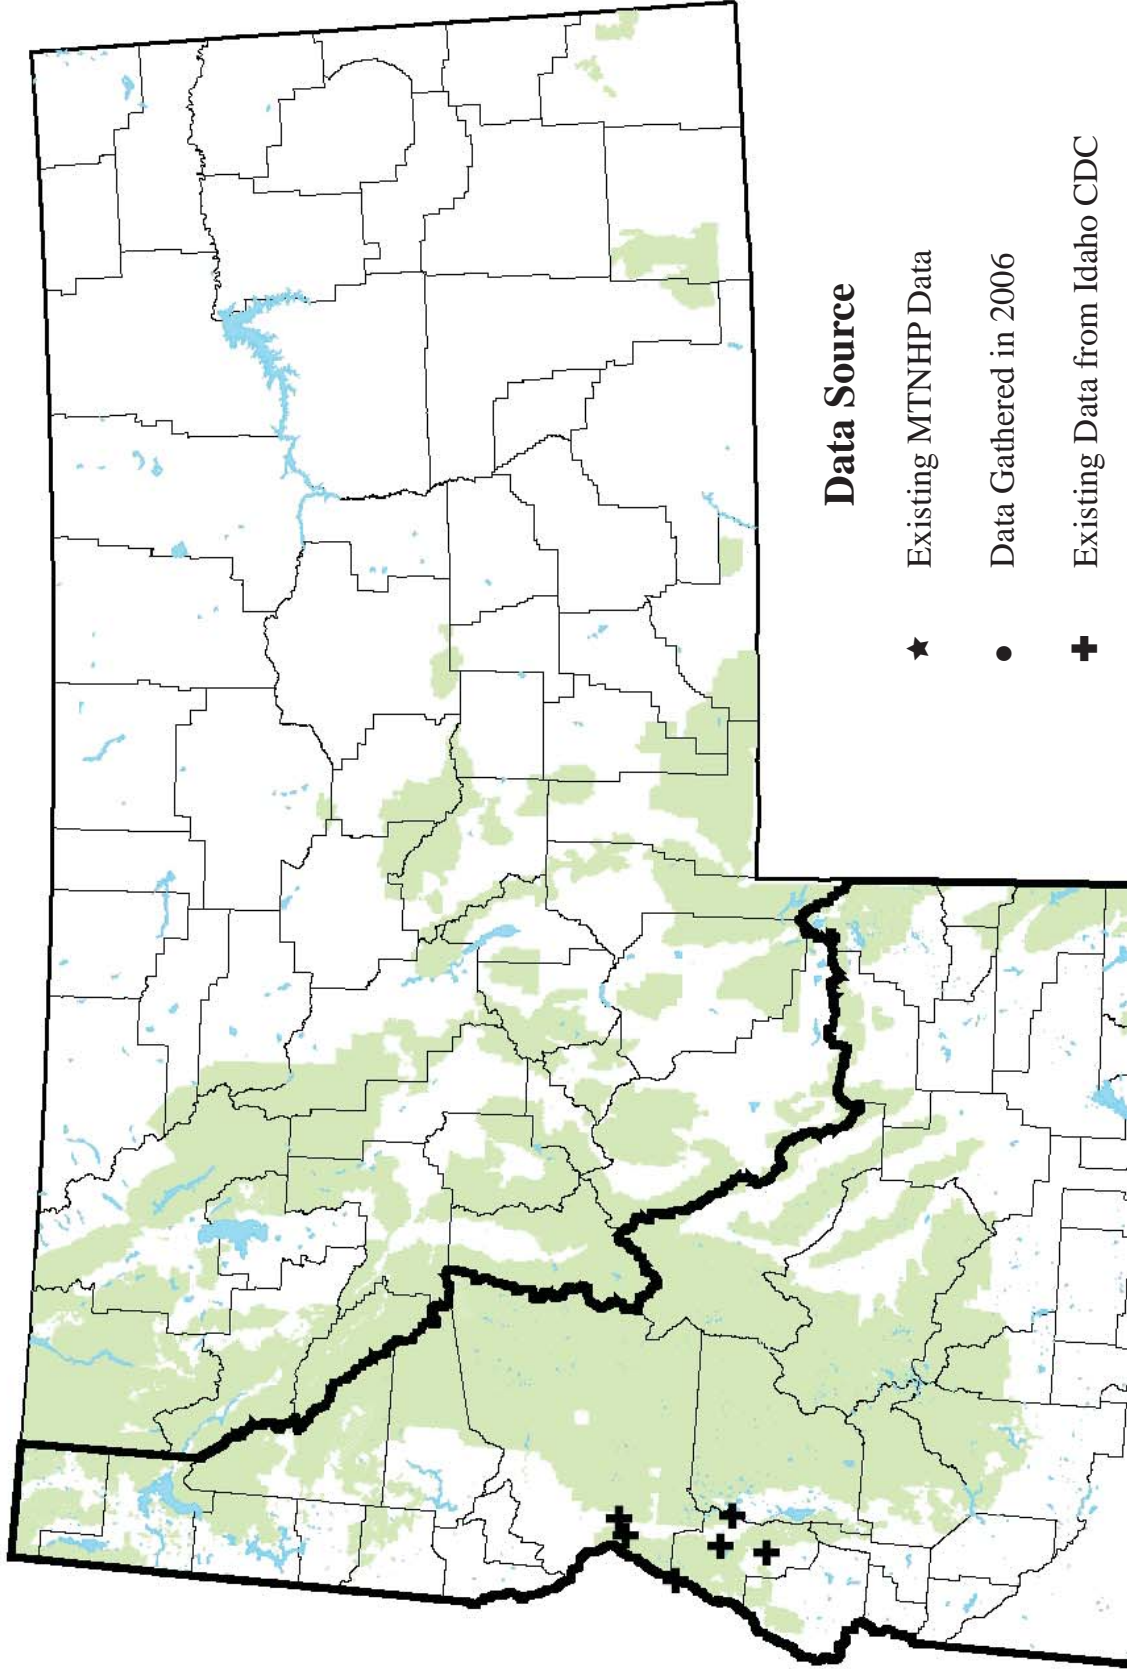 Data Source
Existing MTNHP Data
Data Gathered in 2006
Existing Data from Idaho CDC